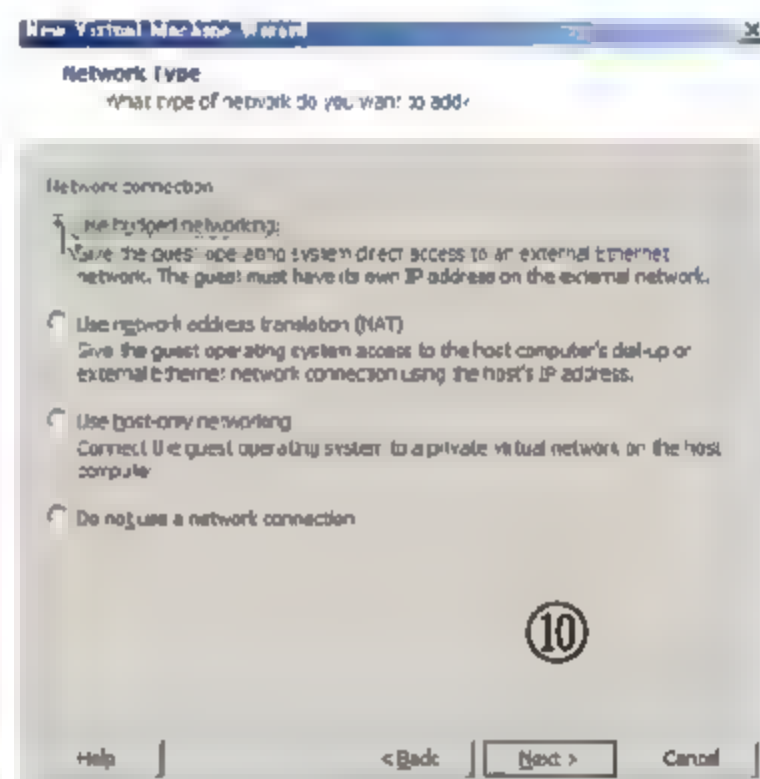 New Virtual Machine Wizard
Network Type
What type of network do you want to add?
Network connection
Use bridged networking
Give the guest operating system direct access to an external Ethernet
network. The guest must have its own IP address on the external network.
Use network address translation (NAT)
Give the guest operating system access to the host computer's dial-up or
external Ethernet network connection using the host's IP address.
Use host-only networking
Connect the guest operating system to a private virtual network on the host
computer
Do not use a network connection
⑩
Help
< Back
Next >
Cancel